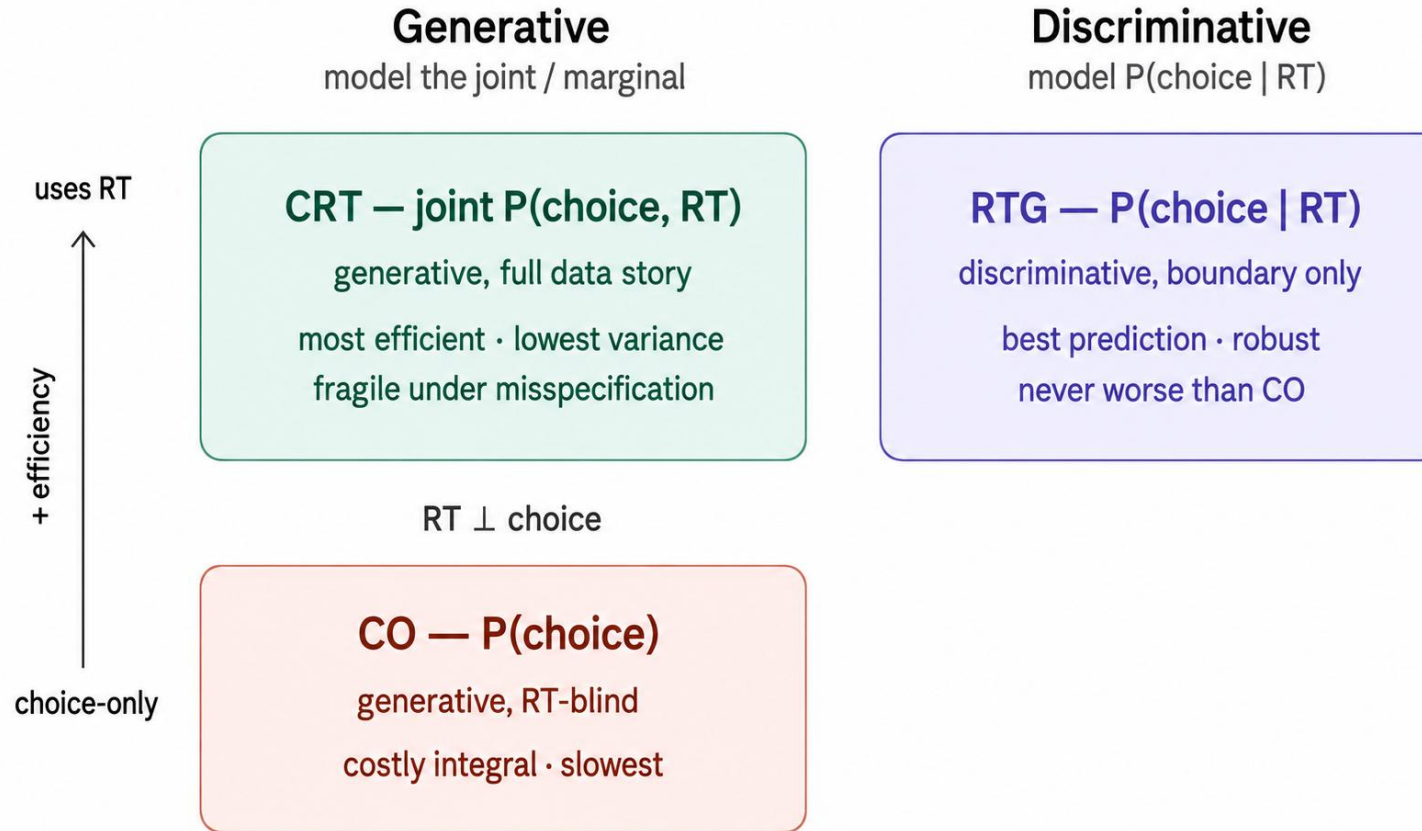 Generative
model the joint / marginal
Discriminative
model P(choice | RT)
uses RT
+ efficiency
choice-only
CRT — joint P(choice, RT)
generative, full data story
most efficient · lowest variance
fragile under misspecification
RTG — P(choice | RT)
discriminative, boundary only
best prediction · robust
never worse than CO
RT ⊥ choice
CO — P(choice)
generative, RT-blind
costly integral · slowest